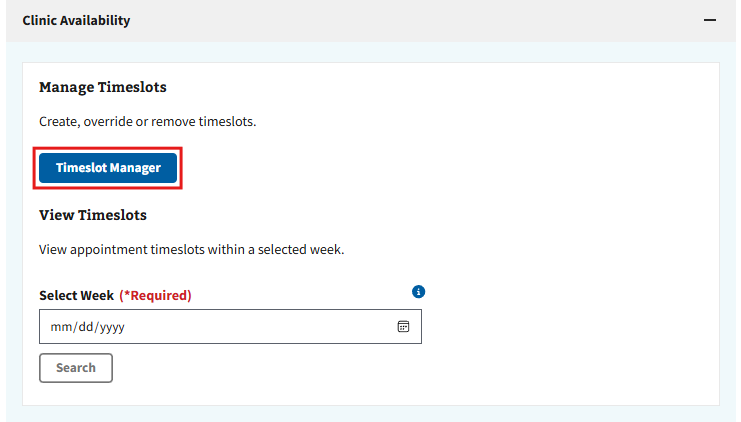 Clinic Availability
Manage Timeslots
Create, override or remove timeslots.
Timeslot Manager
View Timeslots
View appointment timeslots within a selected week.
Select Week (*Required)
mm/dd/yyyy
Search